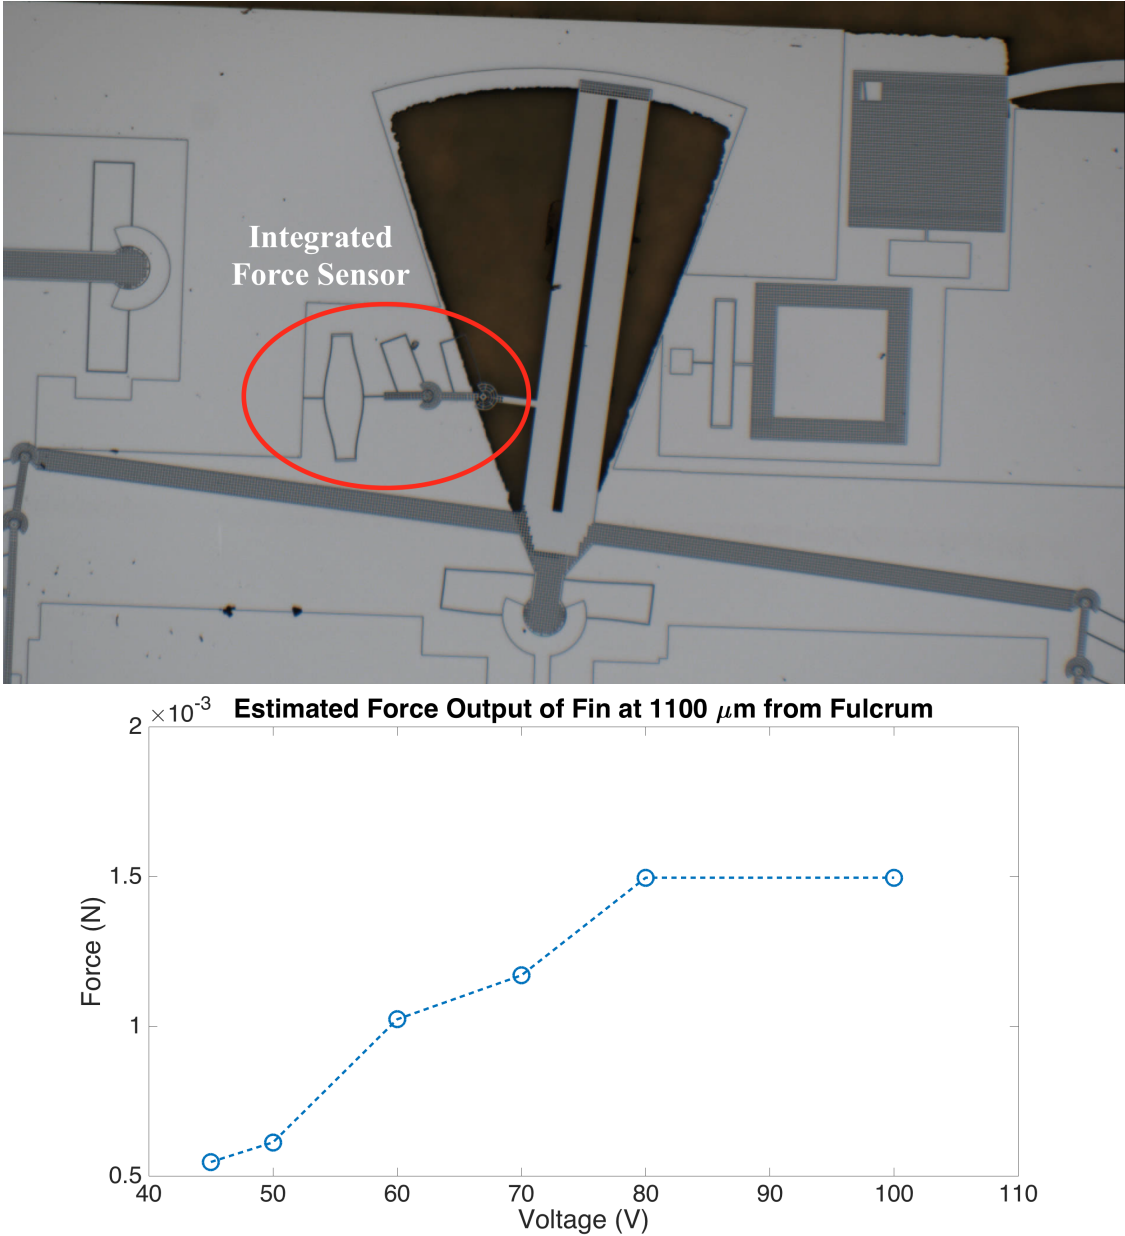 Integrated
Force Sensor
Estimated Force Output of Fin at 1100 μm from Fulcrum
×10-3
2
1.5
1
0.5
Force (N)
40 50 60 70 80 90 100 110
Voltage (V)